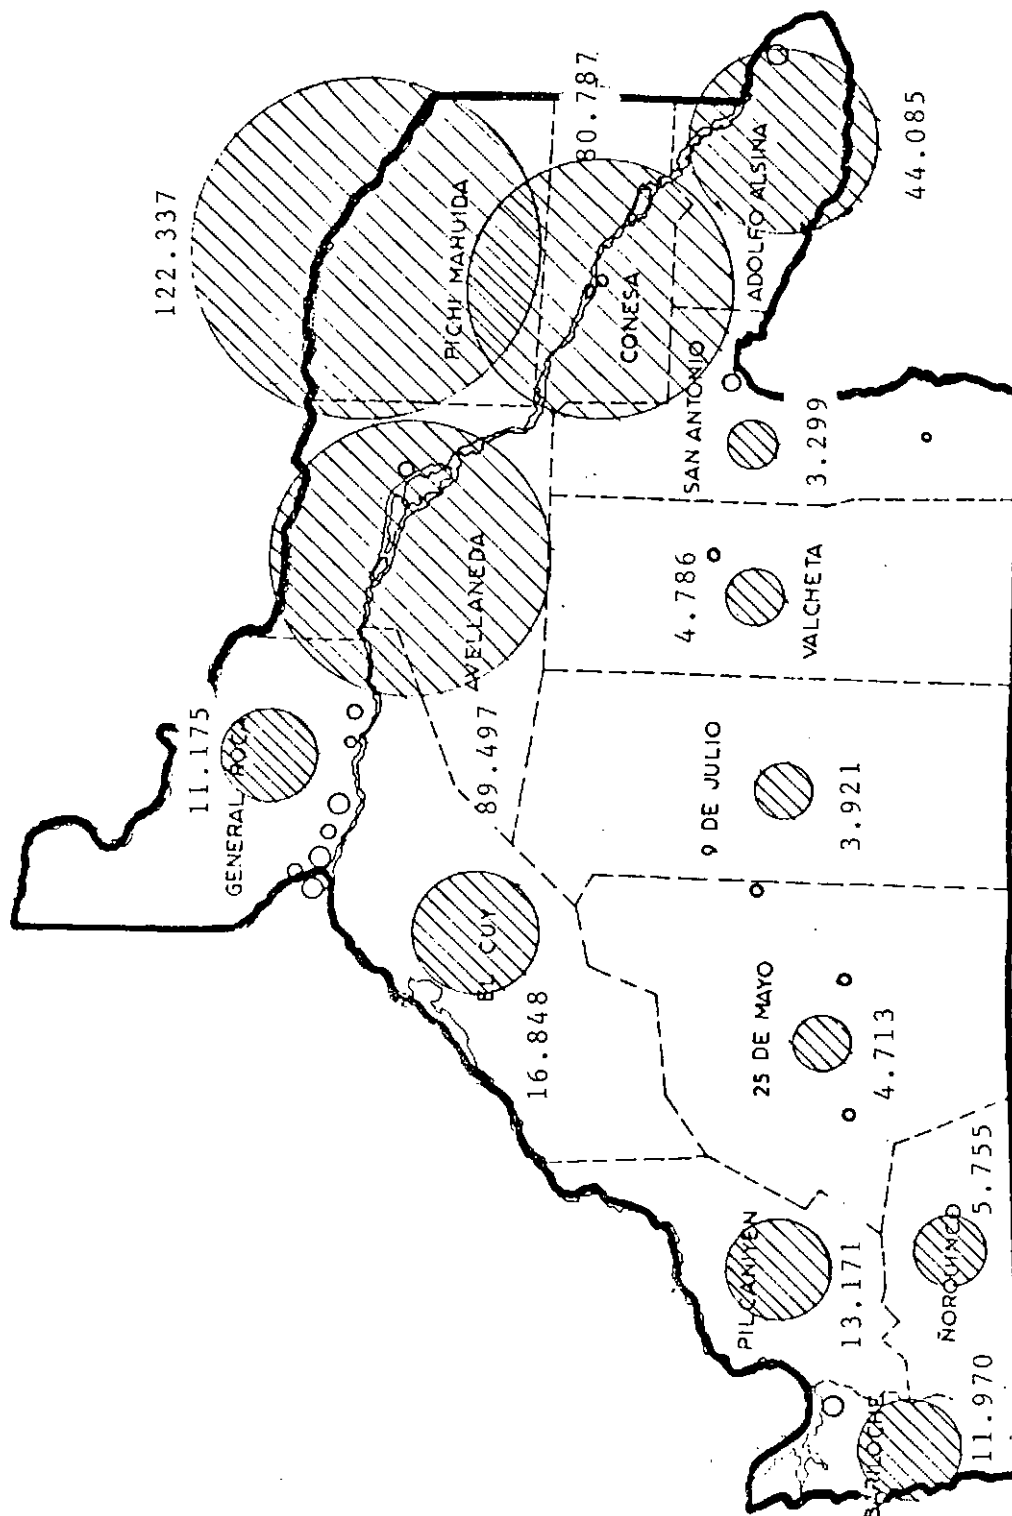 122.337
11.175
GENERAL ROCA
PICHI MAHUIDA
AVELLANEDA
89.497
EL CUY
16.848
80.787
CONESA
4.786
SAN ANTONIO
9 DE JULIO
ADOLFO ALSINA
PILCANIYEN
25 DE MAYO
VALCHETA
3.299
3.921
13.171
4.713
BARILOCHE
44.085
ÑORQUINCO
11.970
5.755